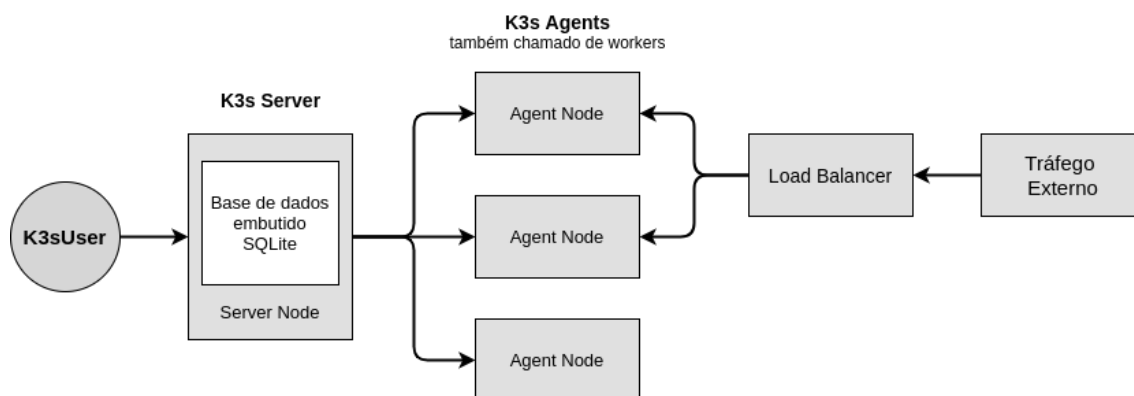 K3s Agents
também chamado de workers
K3s Server
Agent Node
Base de dados
embutido
SQLite
Server Node
K3sUser
Agent Node
Agent Node
Load Balancer
Tráfego
Externo